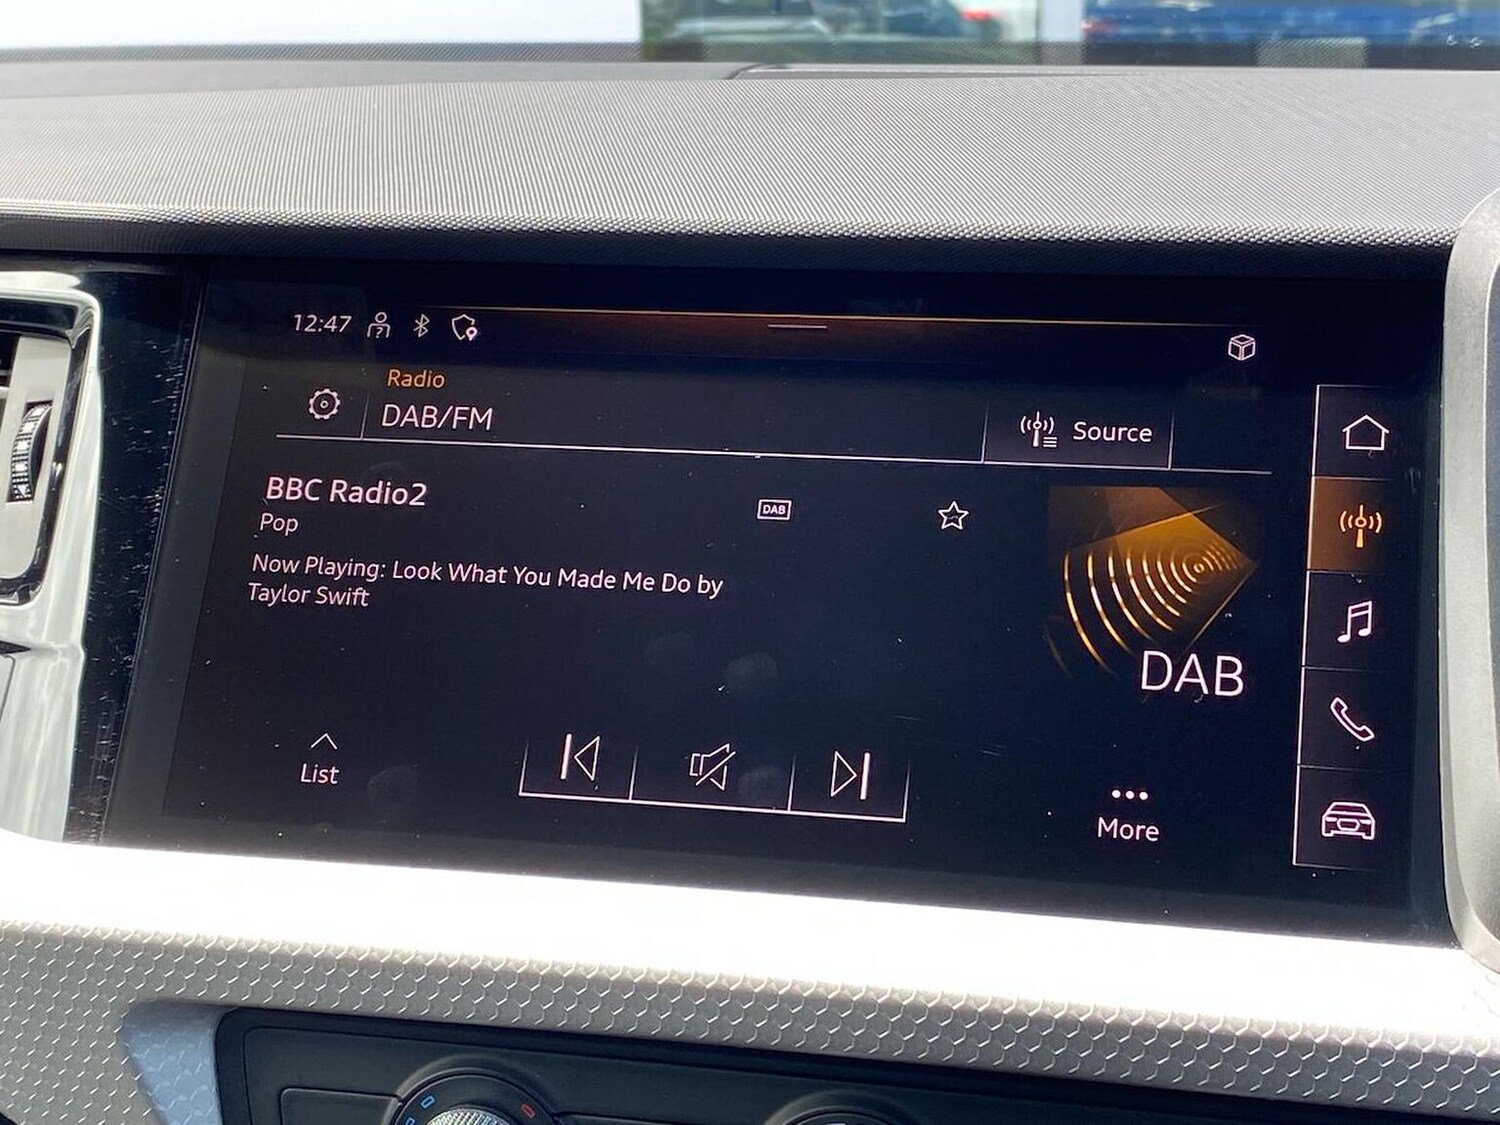 12:47
Radio
DAB/FM
Source
BBC Radio2
DAB
Pop
Now Playing: Look What You Made Me Do by
Taylor Swift
DAB
List
More